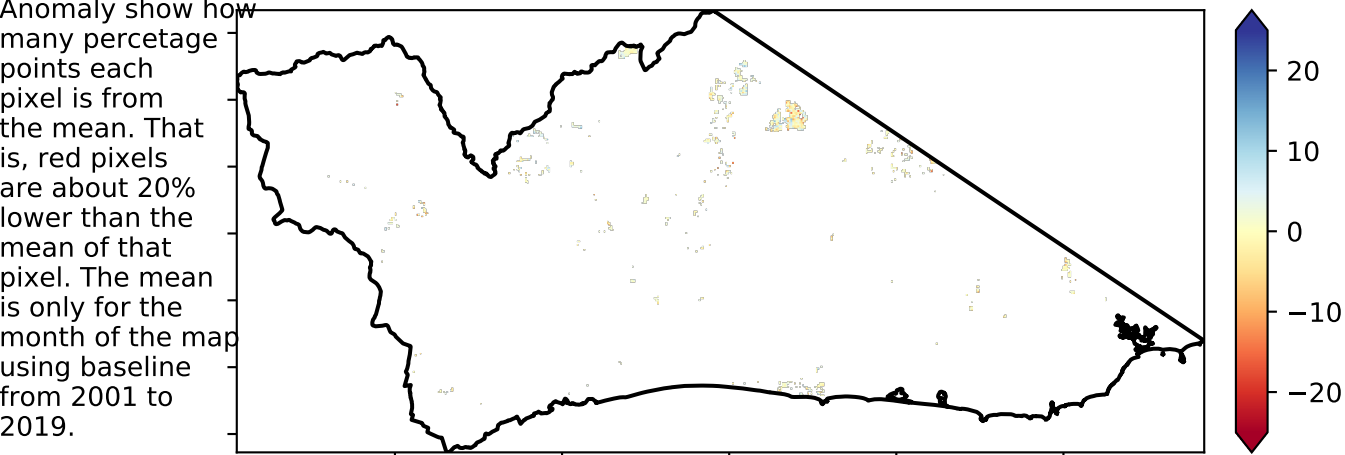 Anomaly show how
many percetage
points each
pixel is from
the mean. That
is, red pixels
are about 20%
lower than the
mean of that
pixel. The mean
is only for the
month of the map
using baseline
from 2001 to
2019.
20
10
0
−10
−20